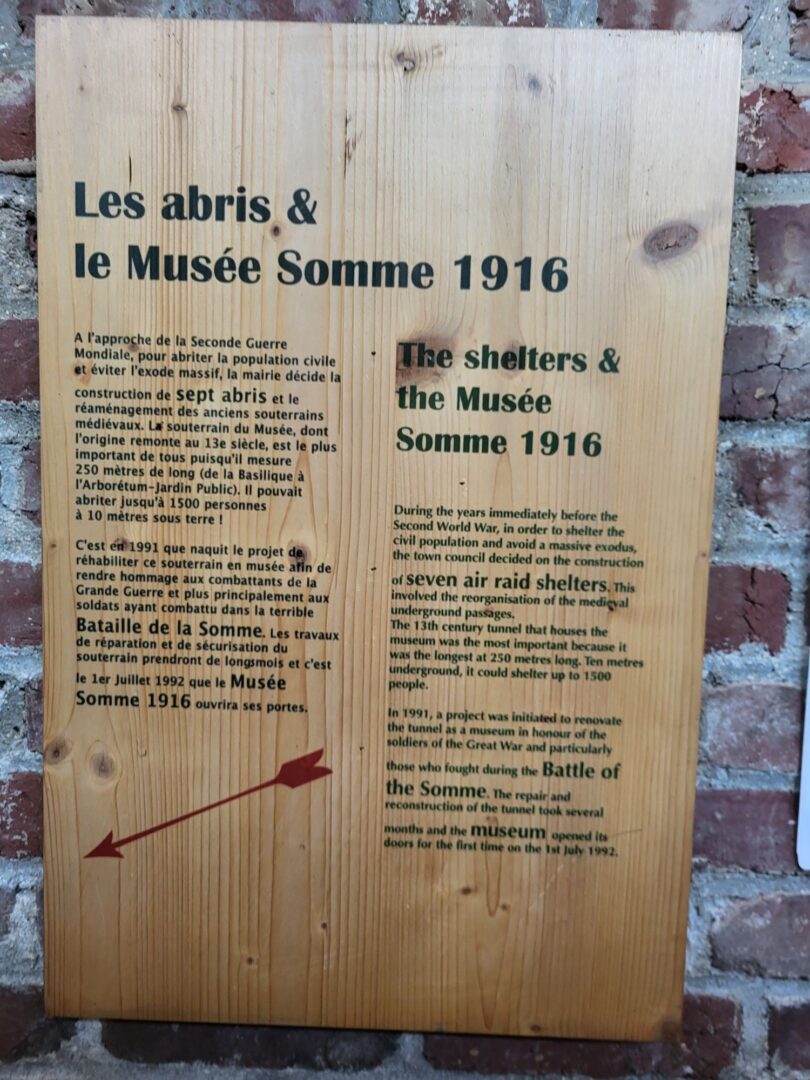 Les abris &
le Musée Somme 1916
A l'approche de la Seconde Guerre
Mondiale, pour abriter la population civile
et éviter l'exode massif, la mairie décide la
construction de sept abris et le
réaménagement des anciens souterrains
médiévaux. Le souterrain du Musée, dont
l'origine remonte au 13e siècle, est le plus
important de tous puisqu'il mesure
250 mètres de long (de la Basilique à
l'Arborétum-Jardin Public). Il pouvait
abriter jusqu'à 1500 personnes
à 10 mètres sous terre !
C'est en 1991 que naquit le projet de
réhabiliter ce souterrain en musée afin de
rendre hommage aux combattants de la
Grande Guerre et plus principalement aux
soldats ayant combattu dans la terrible
Bataille de la Somme. Les travaux
de réparation et de sécurisation du
souterrain prendront de longsmois et c'est
le 1er Juillet 1992 que le Musée
Somme 1916 ouvrira ses portes.
The shelters &
the Musée
Somme 1916
During the years immediately before the
Second World War, in order to shelter the
civil population and avoid a massive exodus,
the town council decided on the construction
of seven air raid shelters. This
involved the reorganisation of the medieval
underground passages.
The 13th century tunnel that houses the
museum was the most important because it
was the longest at 250 metres long. Ten metres
underground, it could shelter up to 1500
people.
In 1991, a project was initiated to renovate
the tunnel as a museum in honour of the
soldiers of the Great War and particularly
those who fought during the Battle of
the Somme. The repair and
reconstruction of the tunnel took several
months and the museum opened its
doors for the first time on the 1st July 1992.